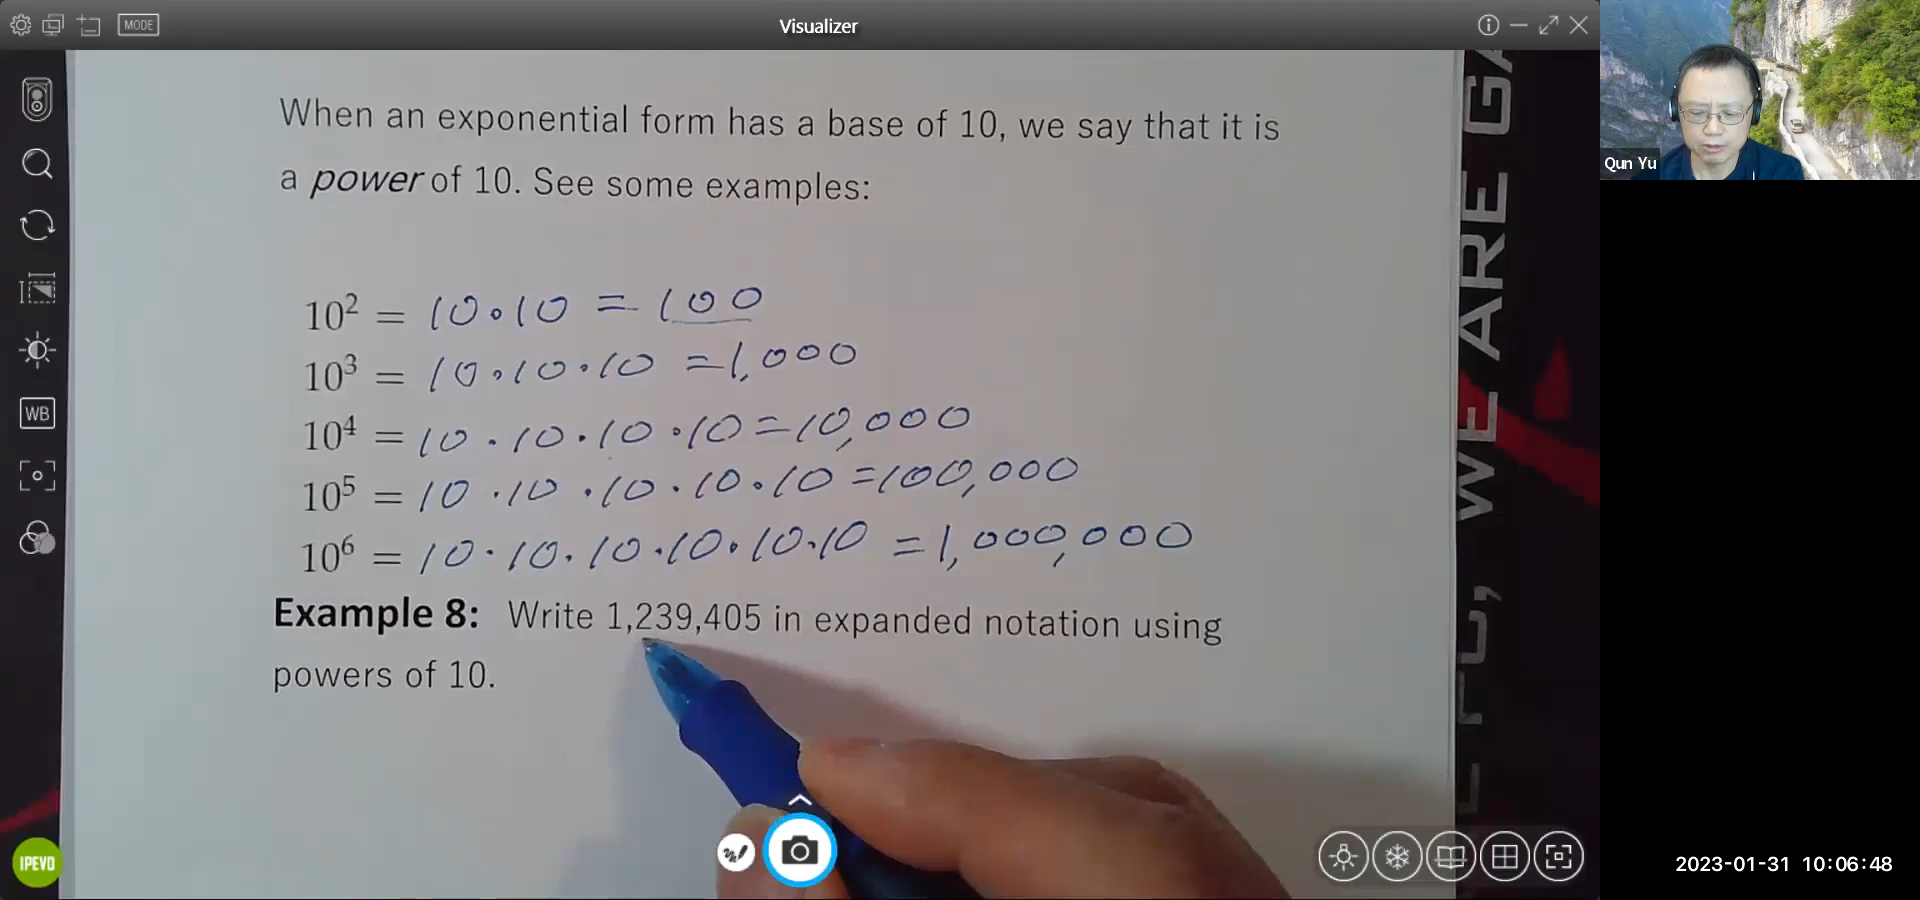 MODE
Visualizer
When an exponential form has a base of 10, we say that it is
a power of 10. See some examples:
10² = 10·10 = 100
10³ = 10·10·10 = 1,000
10⁴ = 10·10·10·10 = 10,000
10⁵ = 10·10·10·10·10 = 100,000
10⁶ = 10·10·10·10·10·10 = 1,000,000
Example 8: Write 1,239,405 in expanded notation using
powers of 10.
WB
IPEVO
WE ARE GA
Qun Yu
2023-01-31 10:06:48